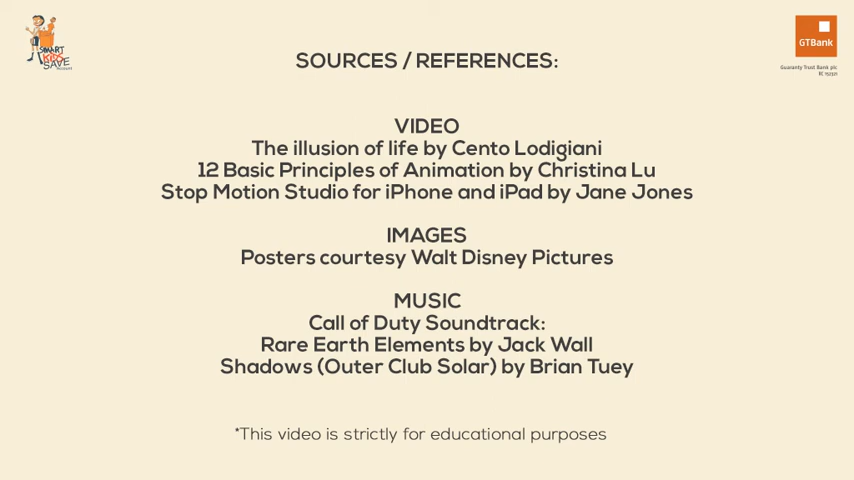 SMART
KIDS
SAVE
GTBank
Guaranty Trust Bank plc
SOURCES / REFERENCES:
VIDEO
The illusion of life by Cento Lodigiani
12 Basic Principles of Animation by Christina Lu
Stop Motion Studio for iPhone and iPad by Jane Jones
IMAGES
Posters courtesy Walt Disney Pictures
MUSIC
Call of Duty Soundtrack:
Rare Earth Elements by Jack Wall
Shadows (Outer Club Solar) by Brian Tuey
*This video is strictly for educational purposes